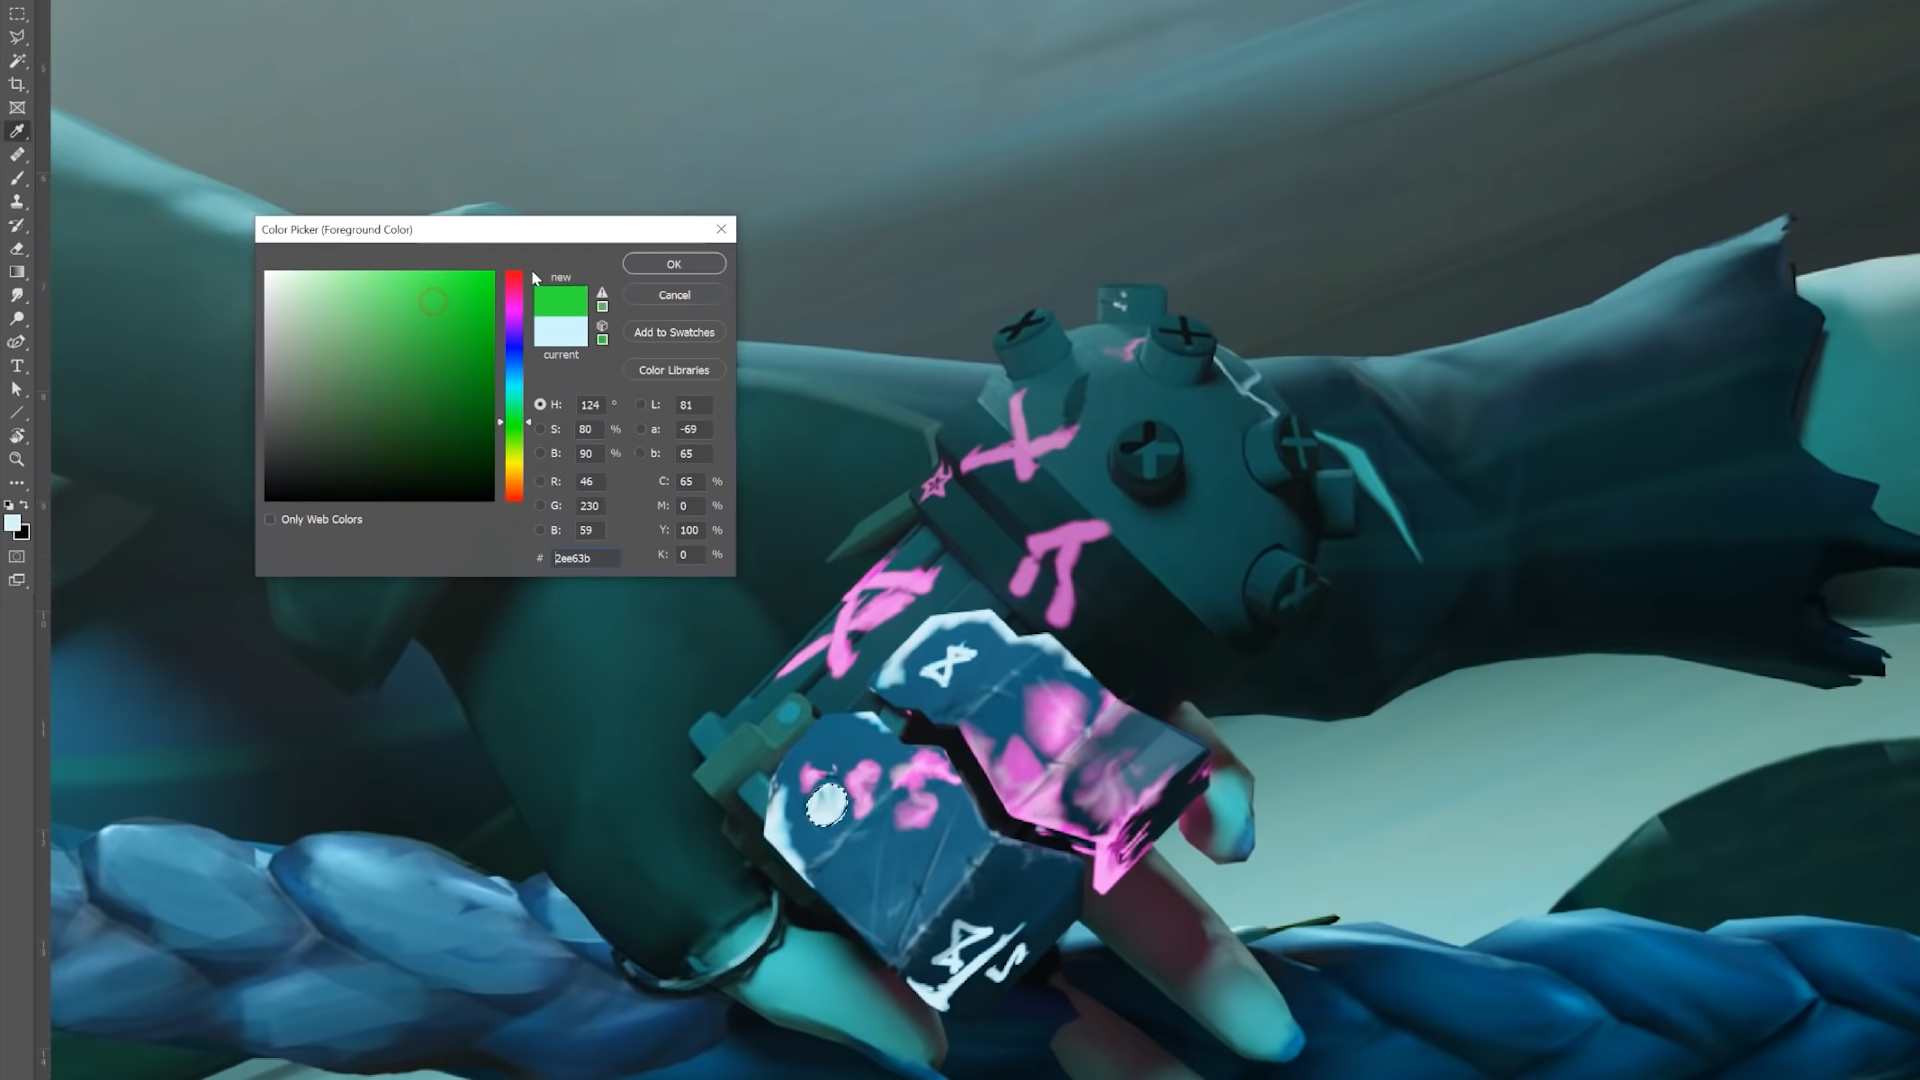 Color Picker (Foreground Color)
new
current
OK
Cancel
Add to Swatches
Color Libraries
H: 124 °
S: 80 %
B: 90 %
R: 46
G: 230
B: 59
# 2ee63b
L: 81
a: -69
b: 65
C: 65 %
M: 0 %
Y: 100 %
K: 0 %
Only Web Colors